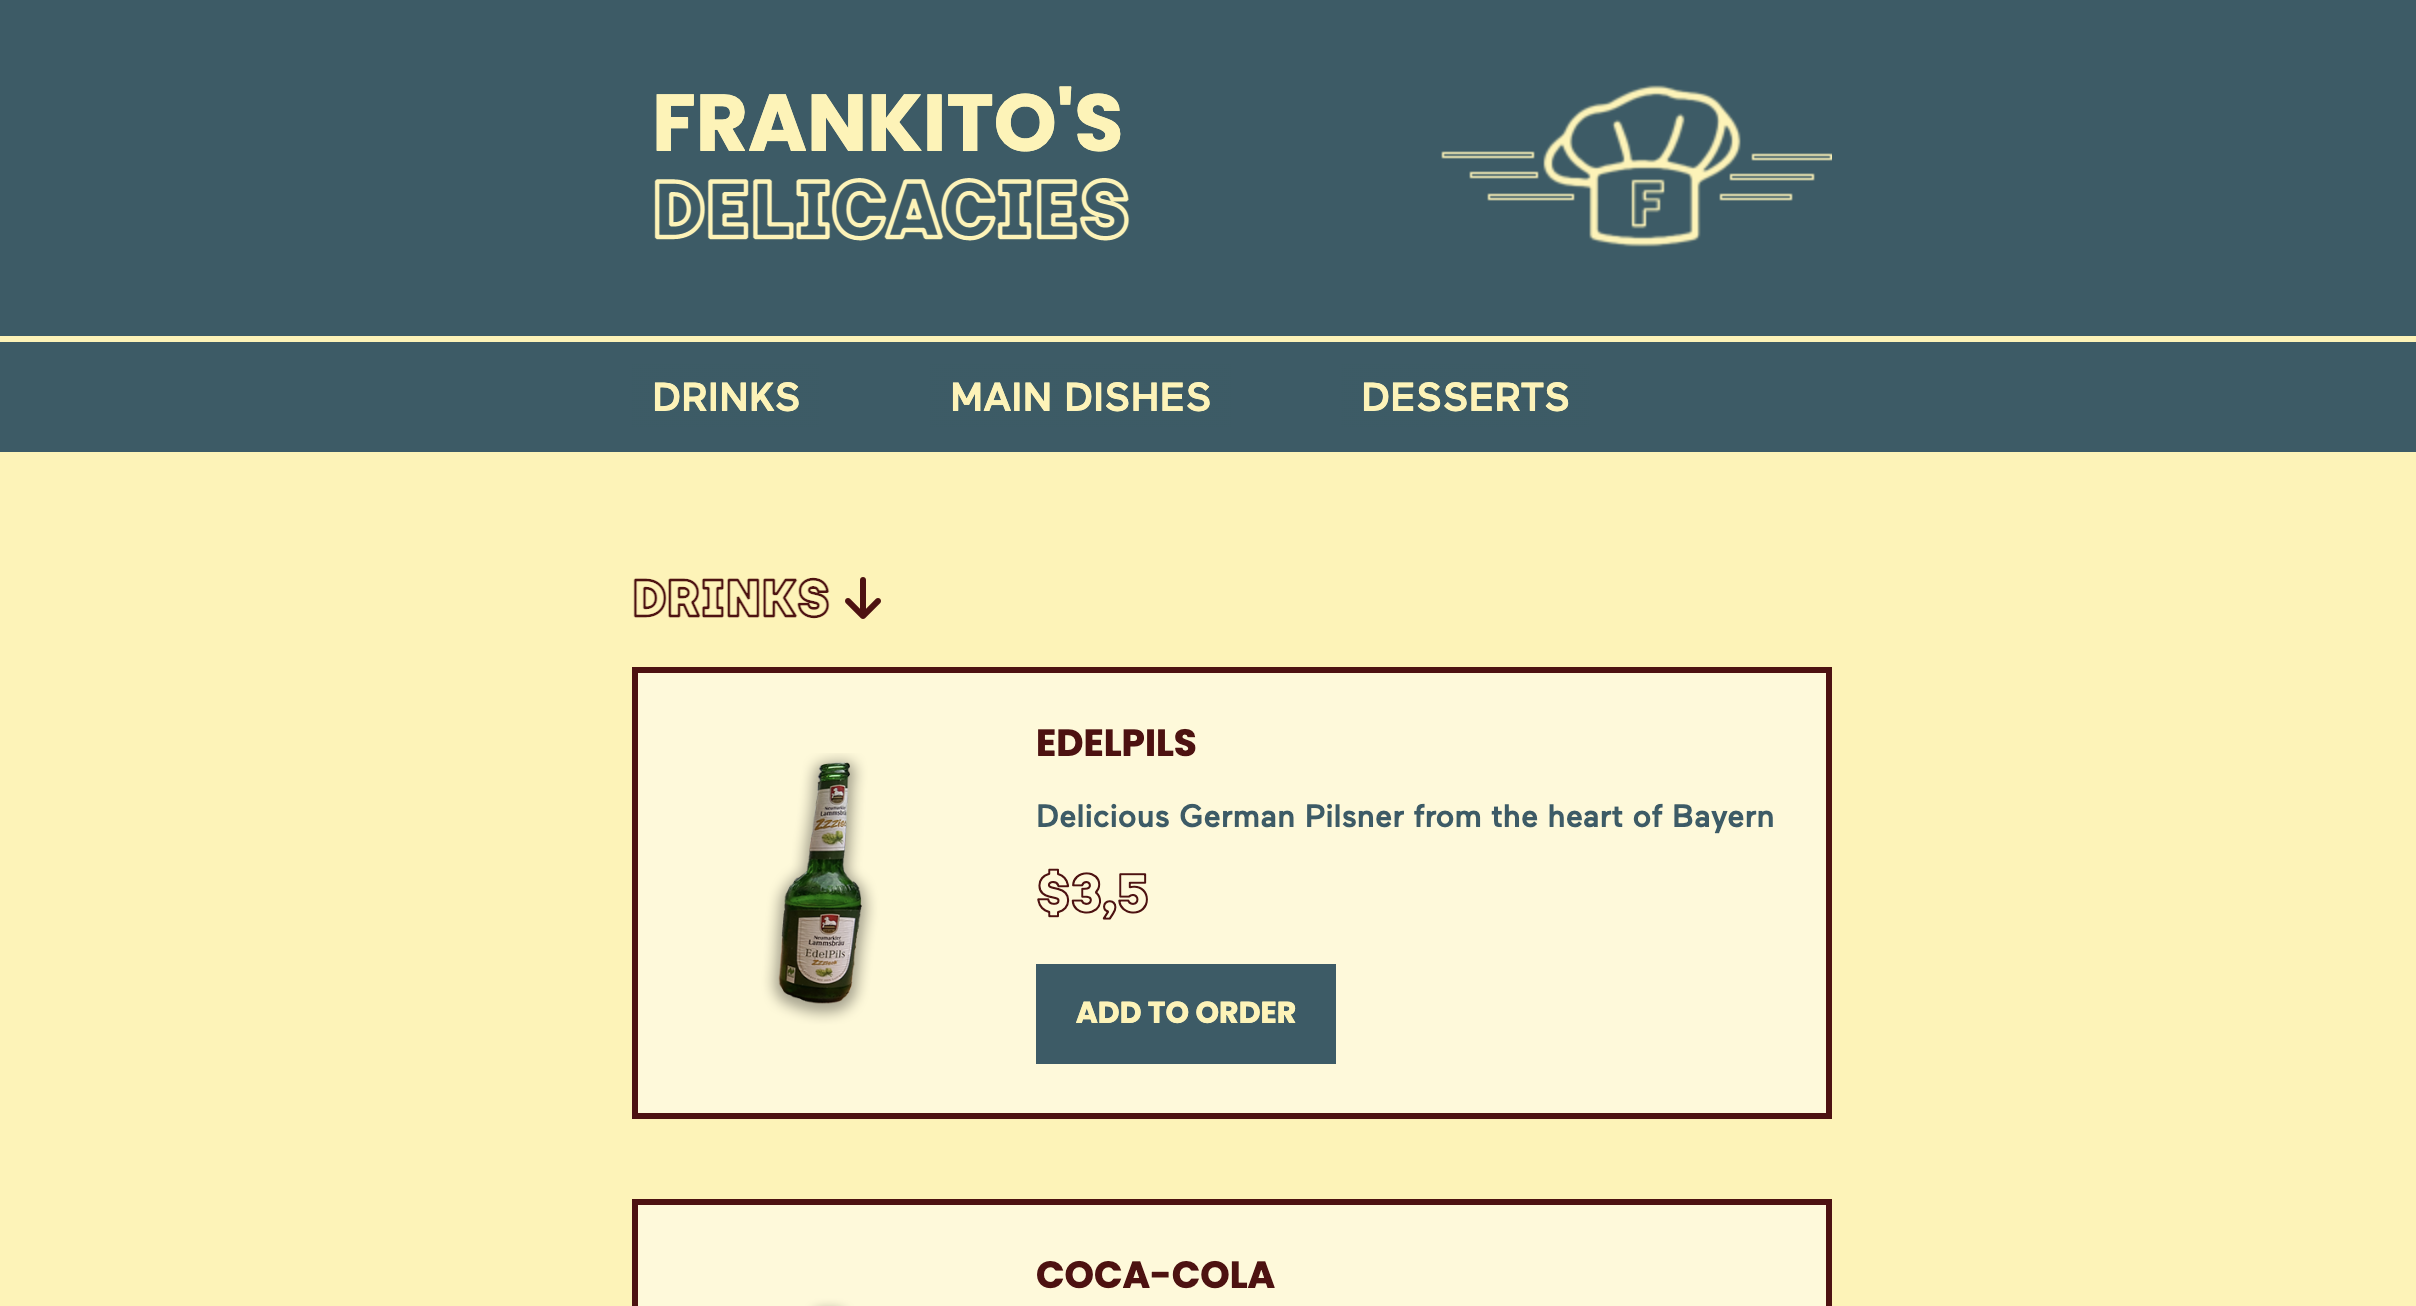 FRANKITO'S
DELICACIES
F
DRINKS MAIN DISHES DESSERTS
DRINKS
EDELPILS
Delicious German Pilsner from the heart of Bayern
$3,5
ADD TO ORDER
Neumarkter
Lammsbräu
EdelPils
COCA-COLA